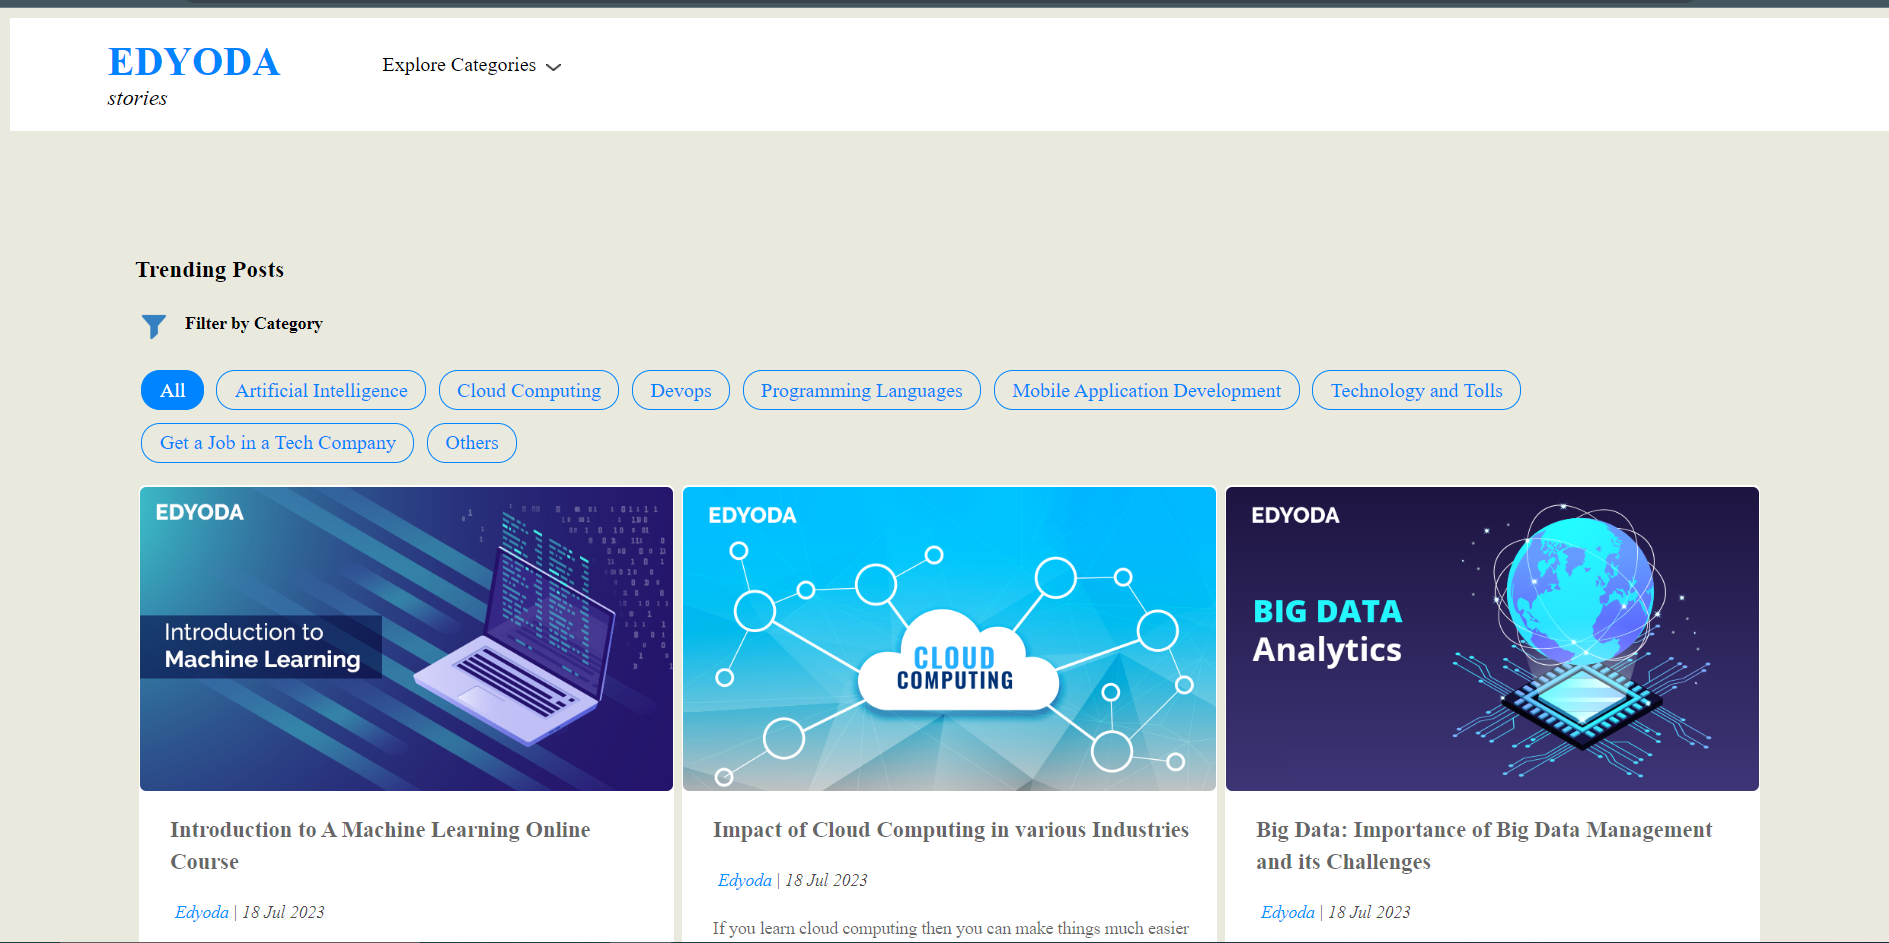 EDYODA
stories
Explore Categories
Trending Posts
Filter by Category
All
Artificial Intelligence
Cloud Computing
Devops
Programming Languages
Mobile Application Development
Technology and Tolls
Get a Job in a Tech Company
Others
EDYODA
Introduction to
Machine Learning
EDYODA
CLOUD
COMPUTING
EDYODA
BIG DATA
Analytics
Introduction to A Machine Learning Online
Course
Edyoda | 18 Jul 2023
Impact of Cloud Computing in various Industries
Edyoda | 18 Jul 2023
If you learn cloud computing then you can make things much easier
Big Data: Importance of Big Data Management
and its Challenges
Edyoda | 18 Jul 2023